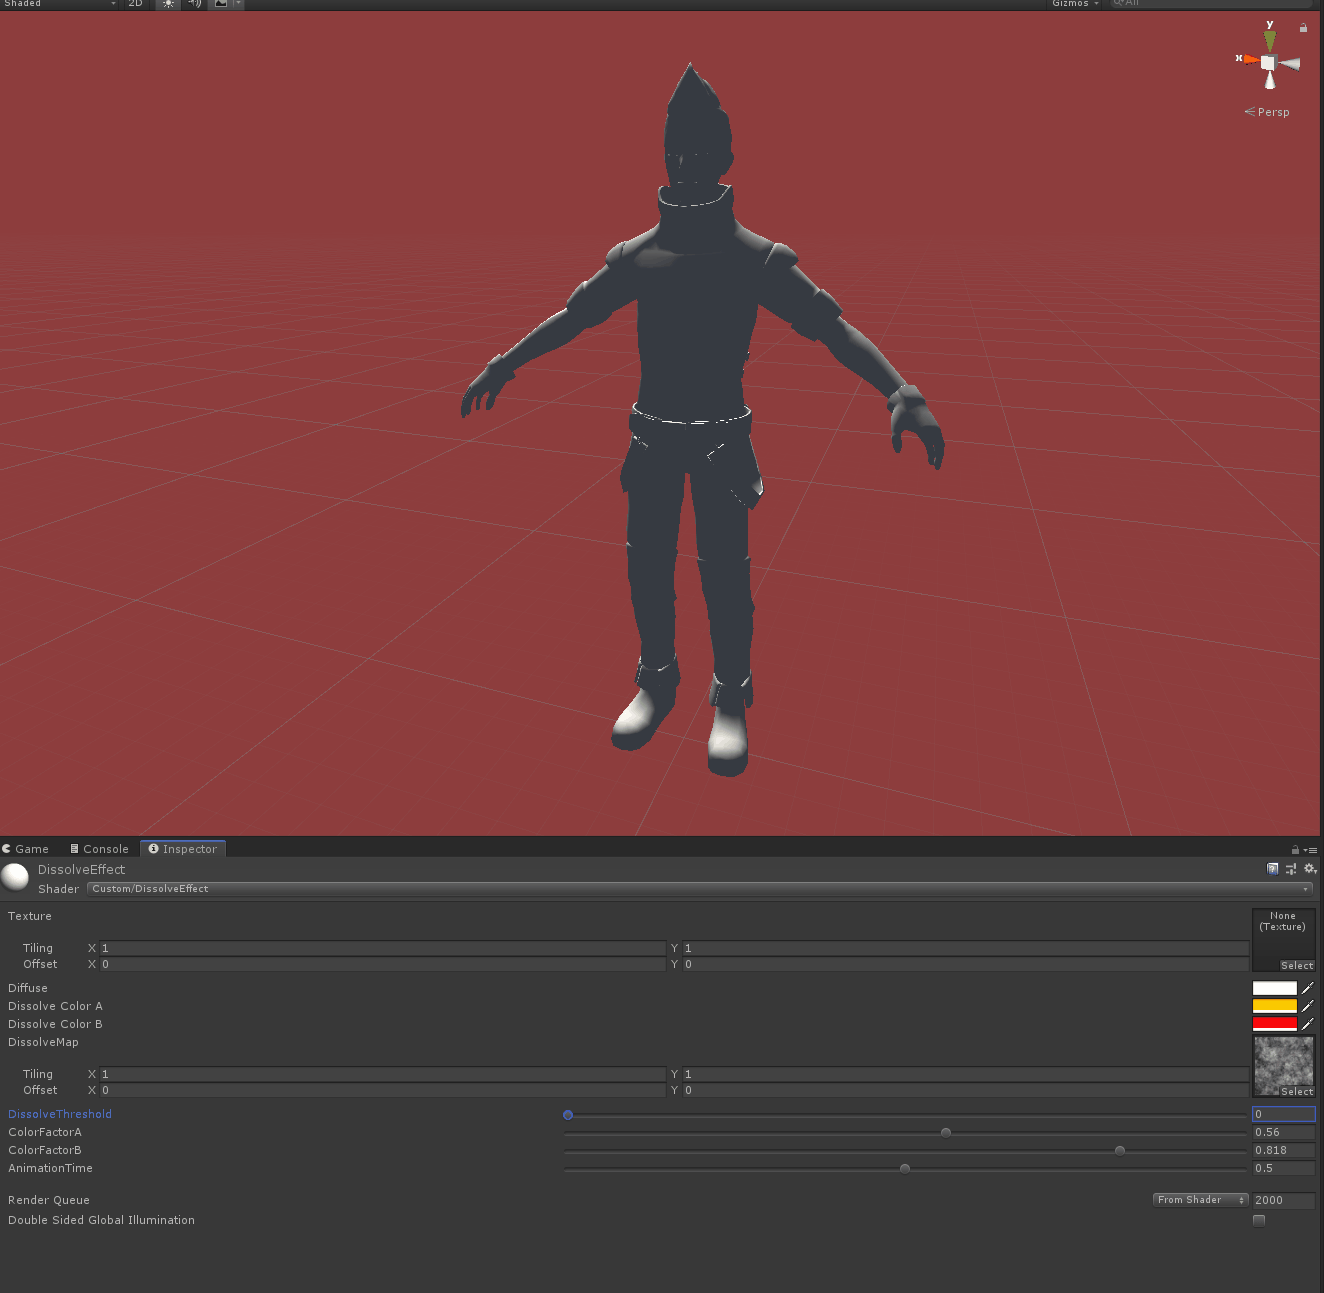 Shaded
2D
Gizmos
All
y
x
Persp
Game
Console
Inspector
DissolveEffect
Shader
Custom/DissolveEffect
Texture
None
(Texture)
Tiling X 1 Y 1
Offset X 0 Y 0
Select
Diffuse
Dissolve Color A
Dissolve Color B
DissolveMap
Tiling X 1 Y 1
Offset X 0 Y 0
Select
DissolveThreshold 0
ColorFactorA 0.56
ColorFactorB 0.818
AnimationTime 0.5
Render Queue From Shader 2000
Double Sided Global Illumination